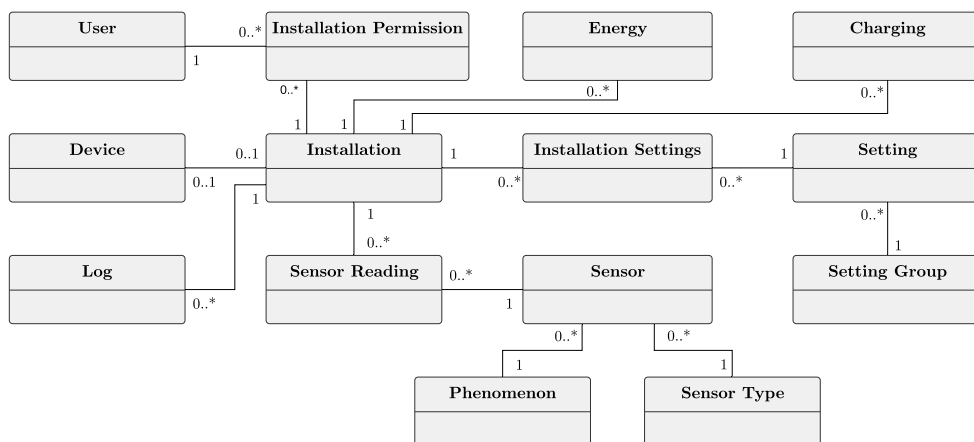 User
Installation Permission
Energy
Charging
0..*
1
0..*
0..*
0..*
1
1
1
Device
Installation
Installation Settings
Setting
0..1
1
1
0..1
0..*
0..*
1
1
0..*
0..*
1
Log
Sensor Reading
Sensor
Setting Group
0..*
0..*
1
0..*
0..*
1
1
Phenomenon
Sensor Type